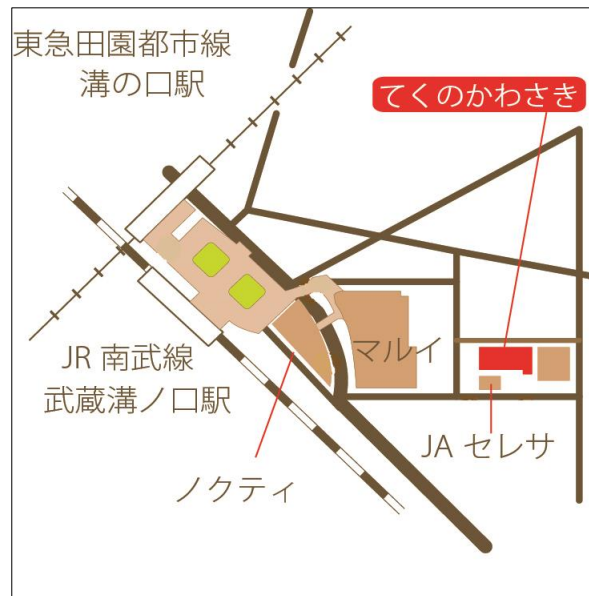 東急田園都市線
溝の口駅
てくのかわさき
マルイ
JR 南武線
武蔵溝ノ口駅
JA セレサ
ノクティ